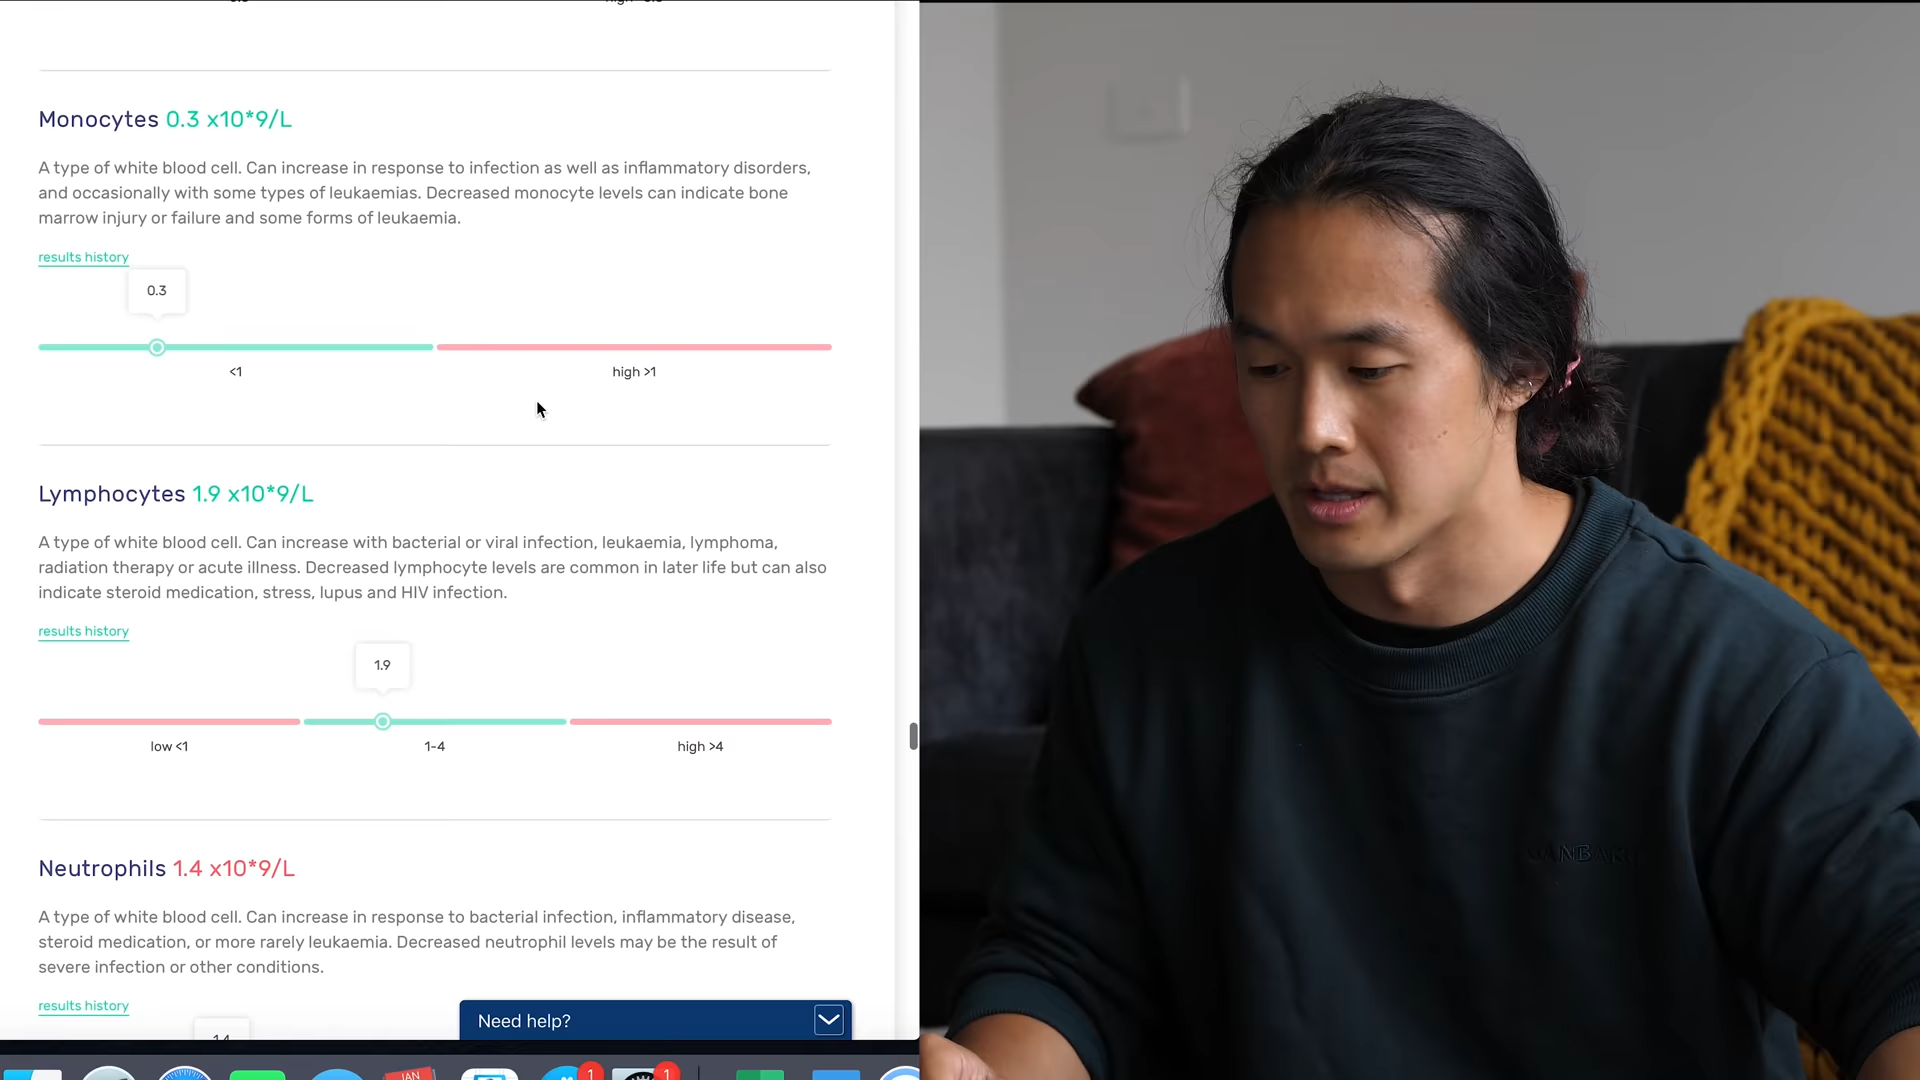 Monocytes 0.3 x10*9/L
A type of white blood cell. Can increase in response to infection as well as inflammatory disorders,
and occasionally with some types of leukaemias. Decreased monocyte levels can indicate bone
marrow injury or failure and some forms of leukaemia.
results history
0.3
<1
high >1
Lymphocytes 1.9 x10*9/L
A type of white blood cell. Can increase with bacterial or viral infection, leukaemia, lymphoma,
radiation therapy or acute illness. Decreased lymphocyte levels are common in later life but can also
indicate steroid medication, stress, lupus and HIV infection.
results history
1.9
low <1
1-4
high >4
Neutrophils 1.4 x10*9/L
A type of white blood cell. Can increase in response to bacterial infection, inflammatory disease,
steroid medication, or more rarely leukaemia. Decreased neutrophil levels may be the result of
severe infection or other conditions.
results history
1.4
Need help?
JAN
1
1